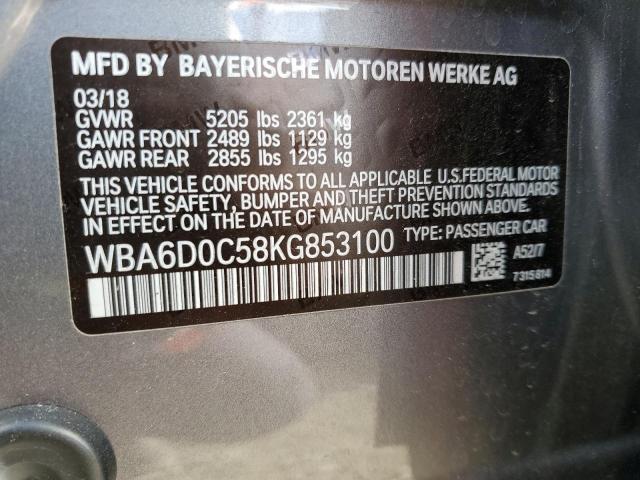 MFD BY BAYERISCHE MOTOREN WERKE AG
03/18
GVWR 5205 lbs 2361 kg
GAWR FRONT 2489 lbs 1129 kg
GAWR REAR 2855 lbs 1295 kg
THIS VEHICLE CONFORMS TO ALL APPLICABLE U.S.FEDERAL MOTOR
VEHICLE SAFETY, BUMPER AND THEFT PREVENTION STANDARDS
IN EFFECT ON THE DATE OF MANUFACTURE SHOWN ABOVE.
WBA6D0C58KG853100 TYPE: PASSENGER CAR
A52/7
7315814